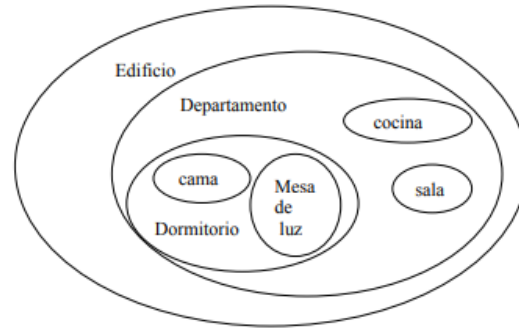 Edificio
Departamento
cocina
cama
Mesa
de
luz
sala
Dormitorio